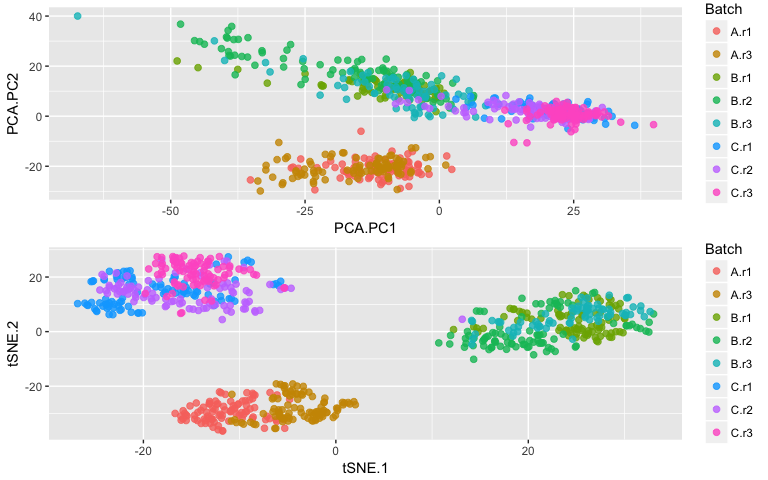 40
20
0
-20
PCA.PC2
-50
-25
0
25
PCA.PC1
Batch
A.r1
A.r3
B.r1
B.r2
B.r3
C.r1
C.r2
C.r3
20
0
-20
tSNE.2
-20
0
20
tSNE.1
Batch
A.r1
A.r3
B.r1
B.r2
B.r3
C.r1
C.r2
C.r3